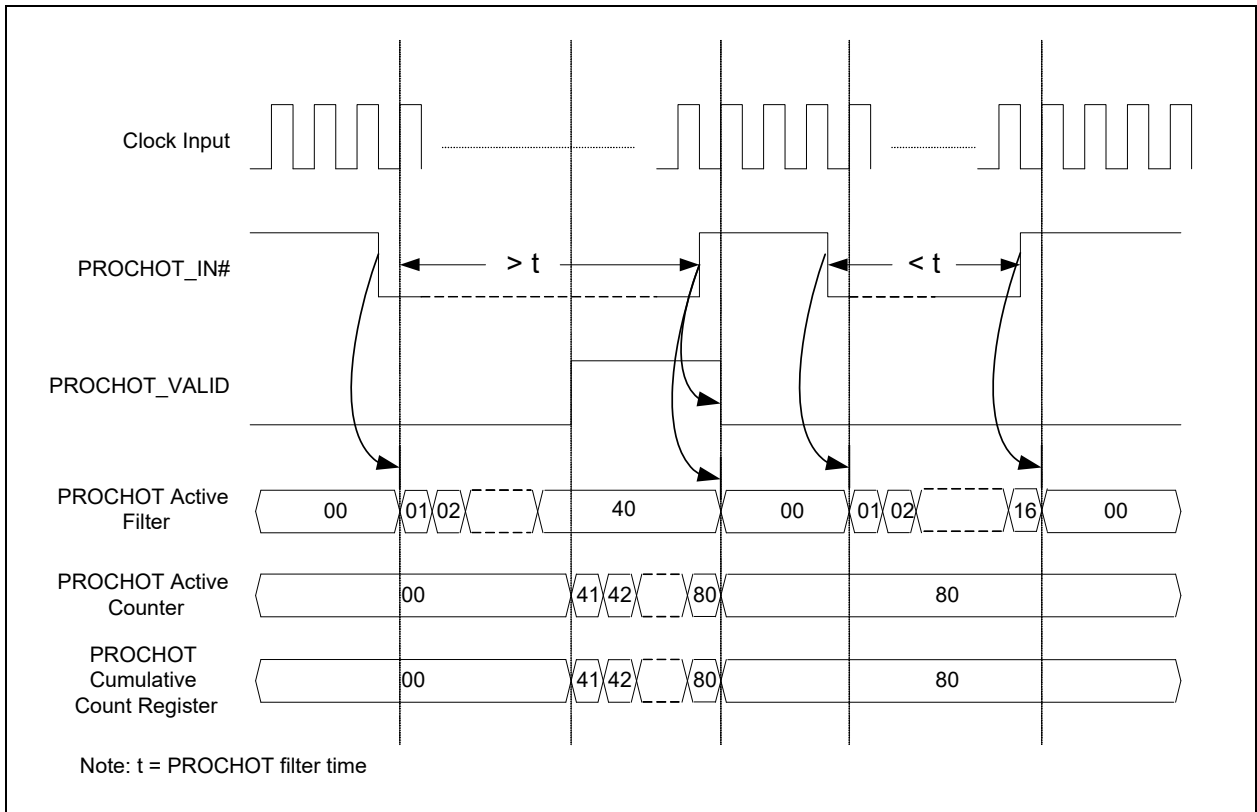 Clock Input
PROCHOT_IN#
> t
< t
PROCHOT_VALID
PROCHOT Active
Filter
00
01
02
40
00
01
02
16
00
PROCHOT Active
Counter
00
41
42
80
80
PROCHOT
Cumulative
Count Register
00
41
42
80
80
Note: t = PROCHOT filter time